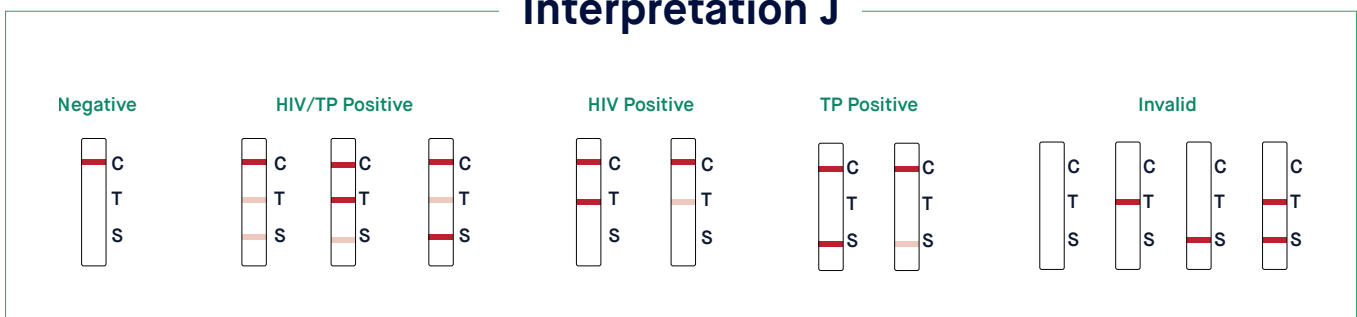 Interpretation J
Negative
HIV/TP Positive
HIV Positive
TP Positive
Invalid
C
T
S
C
T
S
C
T
S
C
T
S
C
T
S
C
T
S
C
T
S
C
T
S
C
T
S
C
T
S
C
T
S
C
T
S